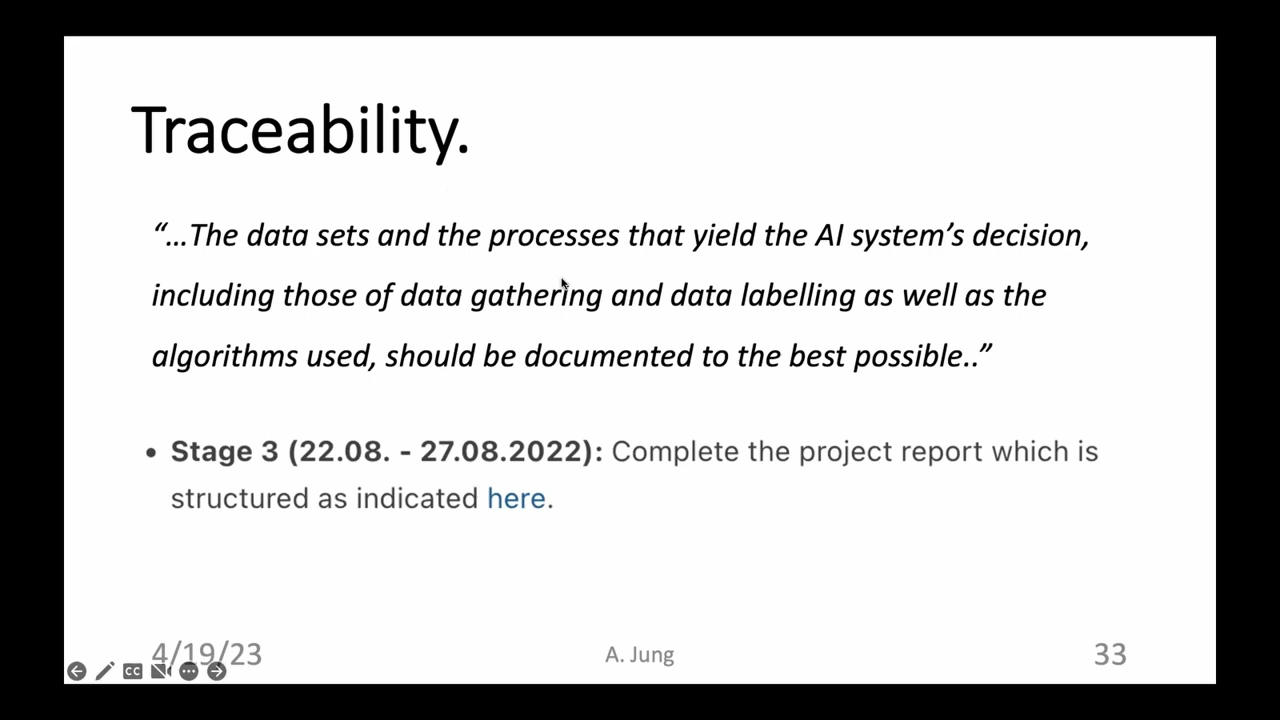 Traceability.
“…The data sets and the processes that yield the AI system’s decision,
including those of data gathering and data labelling as well as the
algorithms used, should be documented to the best possible..”
• Stage 3 (22.08. - 27.08.2022): Complete the project report which is
structured as indicated here.
4/19/23
A. Jung
33
CC